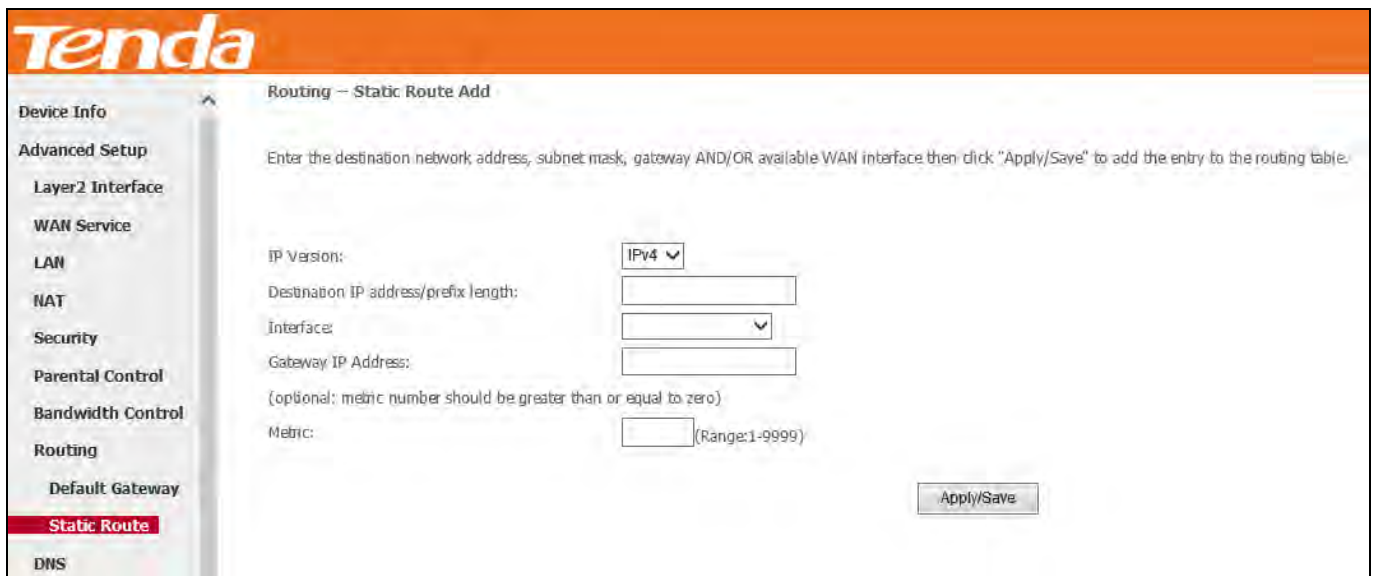 Tenda
Device Info
Advanced Setup
Layer2 Interface
WAN Service
LAN
NAT
Security
Parental Control
Bandwidth Control
Routing
Default Gateway
Static Route
DNS
Routing -- Static Route Add
Enter the destination network address, subnet mask, gateway AND/OR available WAN interface then click "Apply/Save" to add the entry to the routing table.
IP Version: IPv4
Destination IP address/prefix length:
Interface:
Gateway IP Address:
(optional: metric number should be greater than or equal to zero)
Metric: (Range:1-9999)
Apply/Save